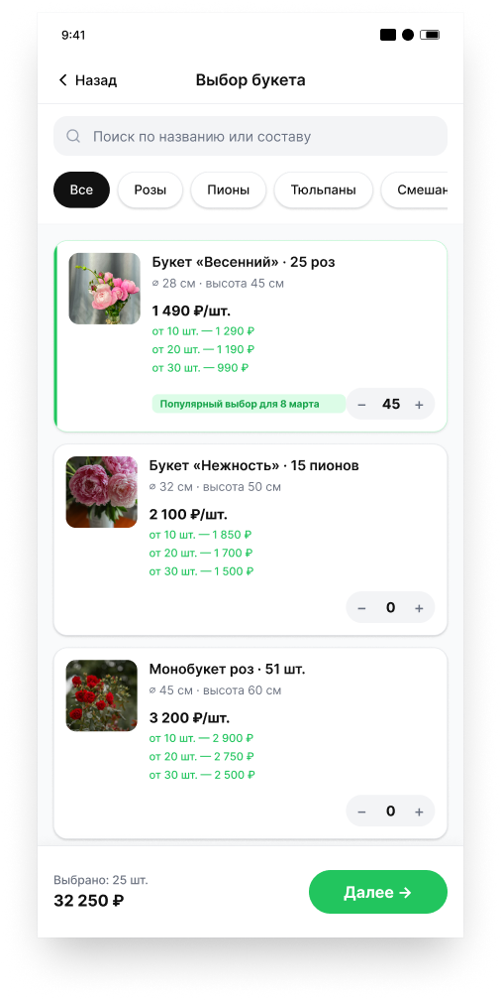 9:41
Назад
Выбор букета
Поиск по названию или составу
Все Розы Пионы Тюльпаны Смешан
Букет «Весенний» · 25 роз
⌀ 28 см · высота 45 см
1 490 ₽/шт.
от 10 шт. — 1 290 ₽
от 20 шт. — 1 190 ₽
от 30 шт. — 990 ₽
Популярный выбор для 8 марта
− 45 +
Букет «Нежность» · 15 пионов
⌀ 32 см · высота 50 см
2 100 ₽/шт.
от 10 шт. — 1 850 ₽
от 20 шт. — 1 700 ₽
от 30 шт. — 1 500 ₽
− 0 +
Монобукет роз · 51 шт.
⌀ 45 см · высота 60 см
3 200 ₽/шт.
от 10 шт. — 2 900 ₽
от 20 шт. — 2 750 ₽
от 30 шт. — 2 500 ₽
− 0 +
Выбрано: 25 шт.
32 250 ₽
Далее →